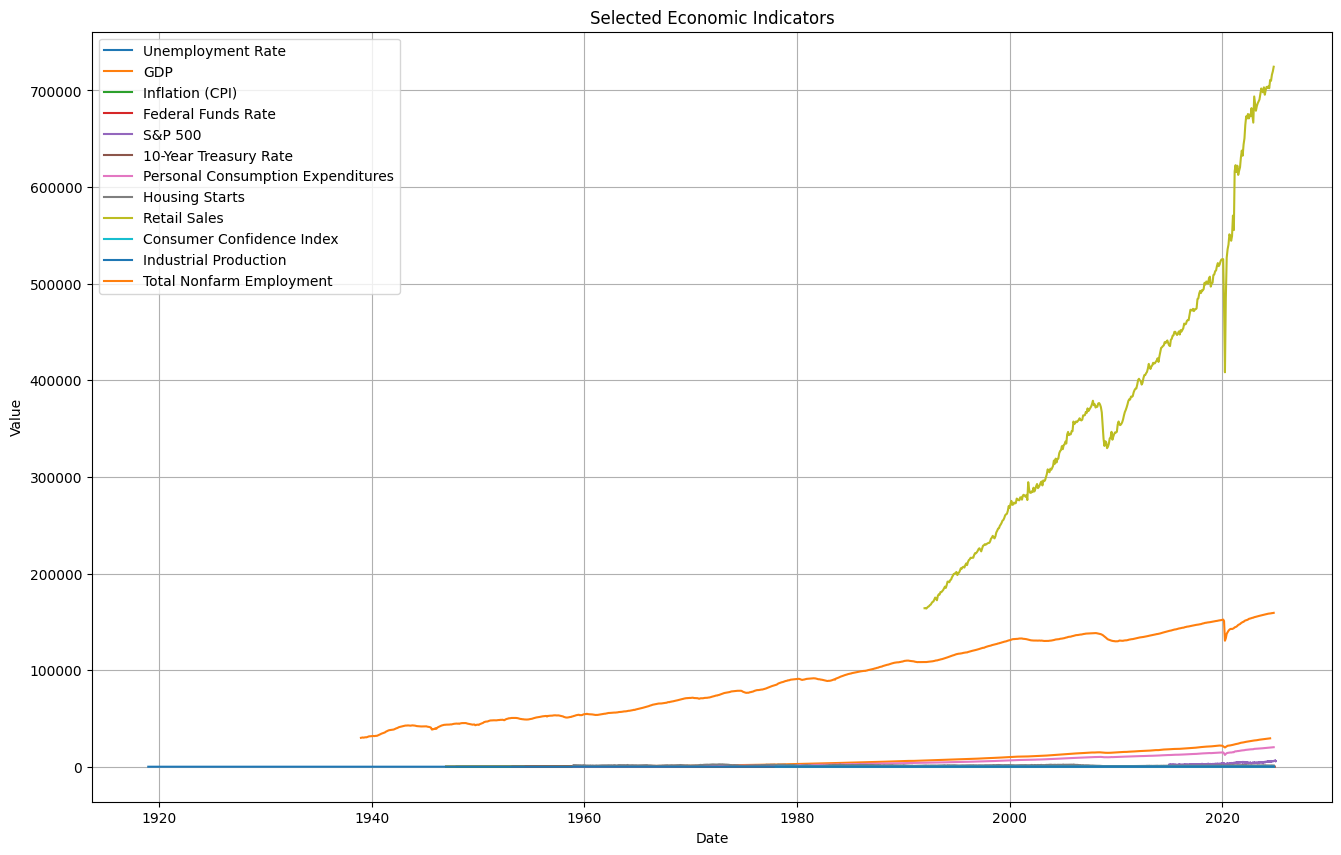 Selected Economic Indicators
Unemployment Rate
GDP
Inflation (CPI)
Federal Funds Rate
S&P 500
10-Year Treasury Rate
Personal Consumption Expenditures
Housing Starts
Retail Sales
Consumer Confidence Index
Industrial Production
Total Nonfarm Employment
700000
600000
500000
400000
300000
200000
100000
0
Value
1920 1940 1960 1980 2000 2020
Date